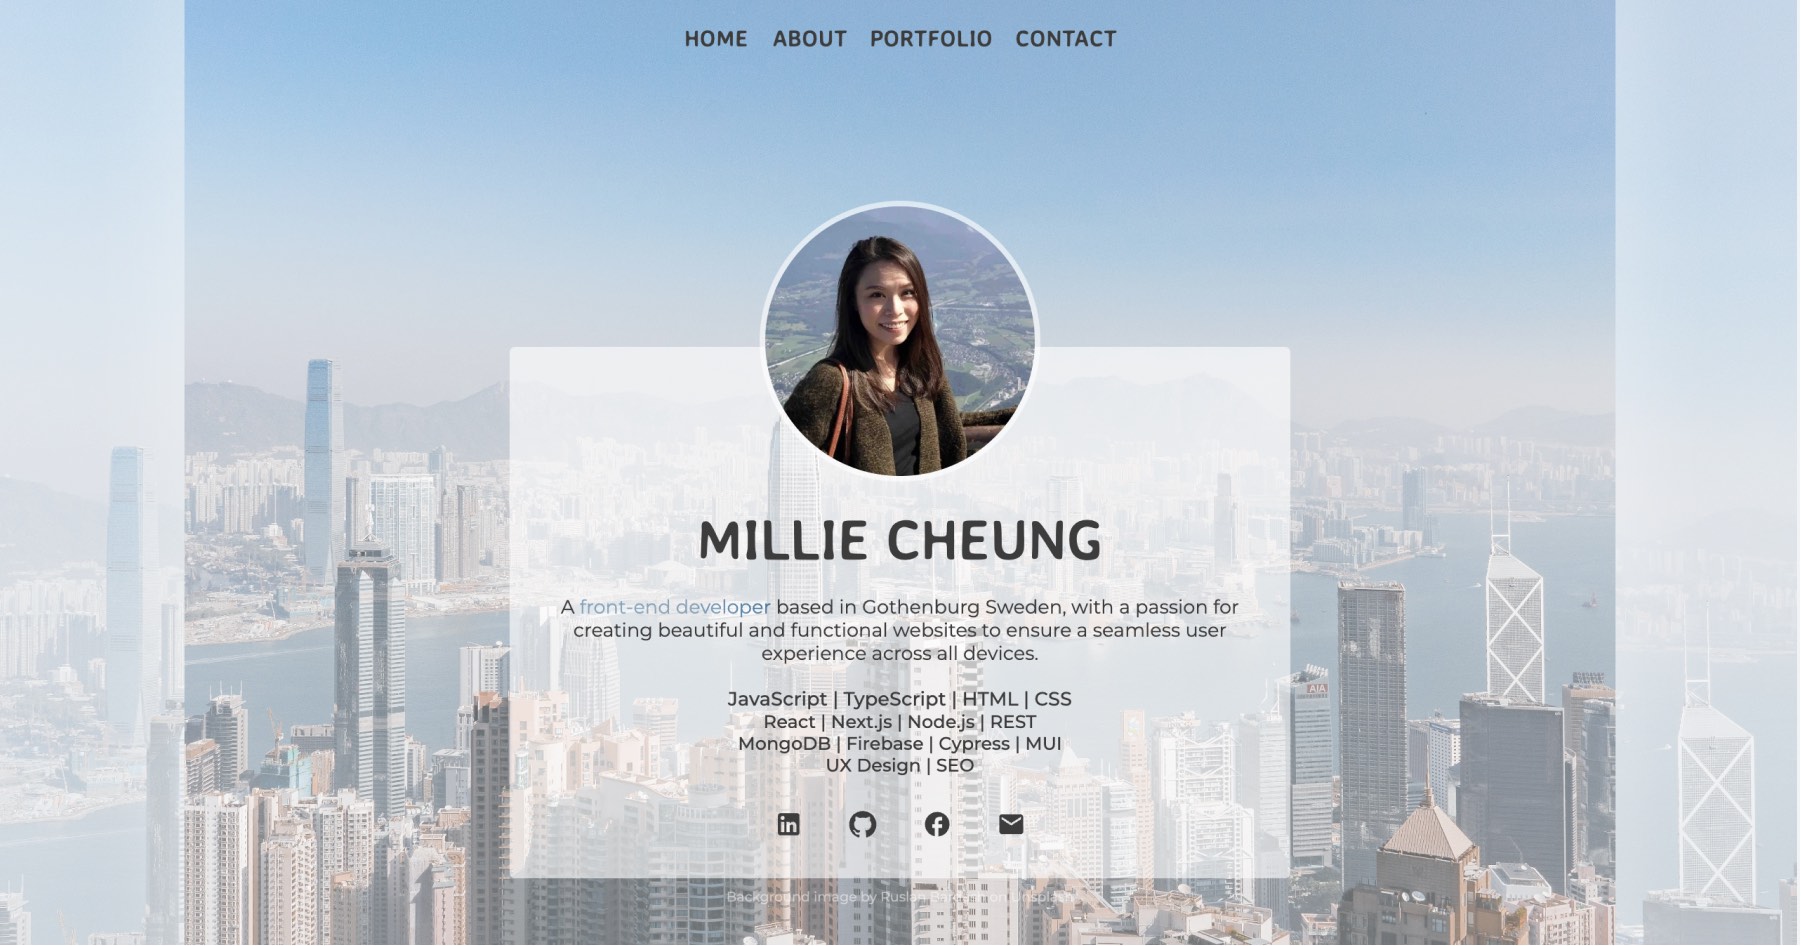 HOME ABOUT PORTFOLIO CONTACT
MILLIE CHEUNG
A front-end developer based in Gothenburg Sweden, with a passion for
creating beautiful and functional websites to ensure a seamless user
experience across all devices.
JavaScript | TypeScript | HTML | CSS
React | Next.js | Node.js | REST
MongoDB | Firebase | Cypress | MUI
UX Design | SEO
AIA
Background image by Ruslan on Unsplash